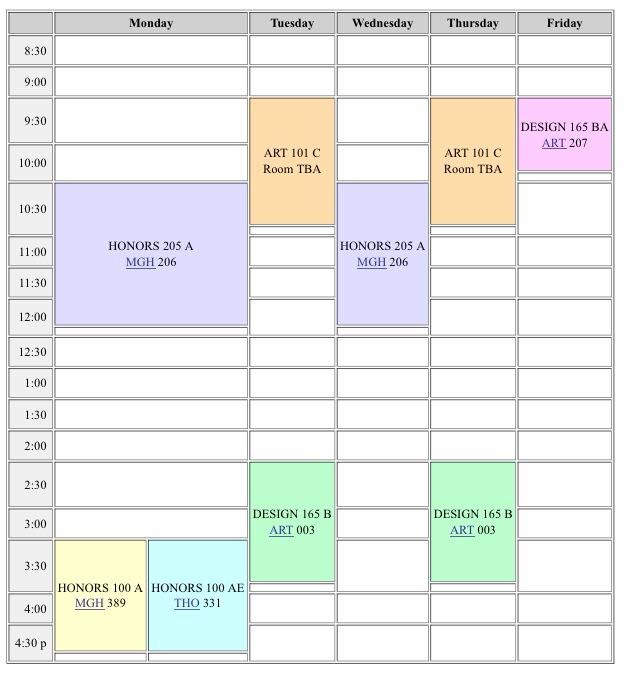 Monday Tuesday Wednesday Thursday Friday
8:30
9:00
9:30
ART 101 C
Room TBA
ART 101 C
Room TBA
DESIGN 165 BA
ART 207
10:00
10:30
HONORS 205 A
MGH 206
HONORS 205 A
MGH 206
11:00
11:30
12:00
12:30
1:00
1:30
2:00
2:30
DESIGN 165 B
ART 003
DESIGN 165 B
ART 003
3:00
3:30
HONORS 100 A
MGH 389
HONORS 100 AE
THO 331
4:00
4:30 p